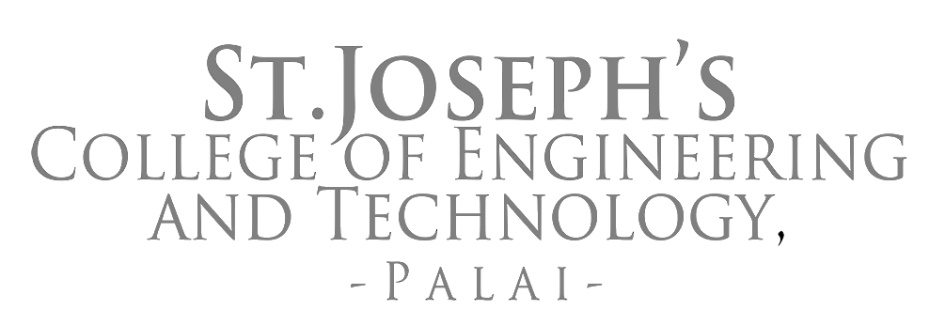 ST.JOSEPH'S
COLLEGE OF ENGINEERING
AND TECHNOLOGY,
-PALAI-